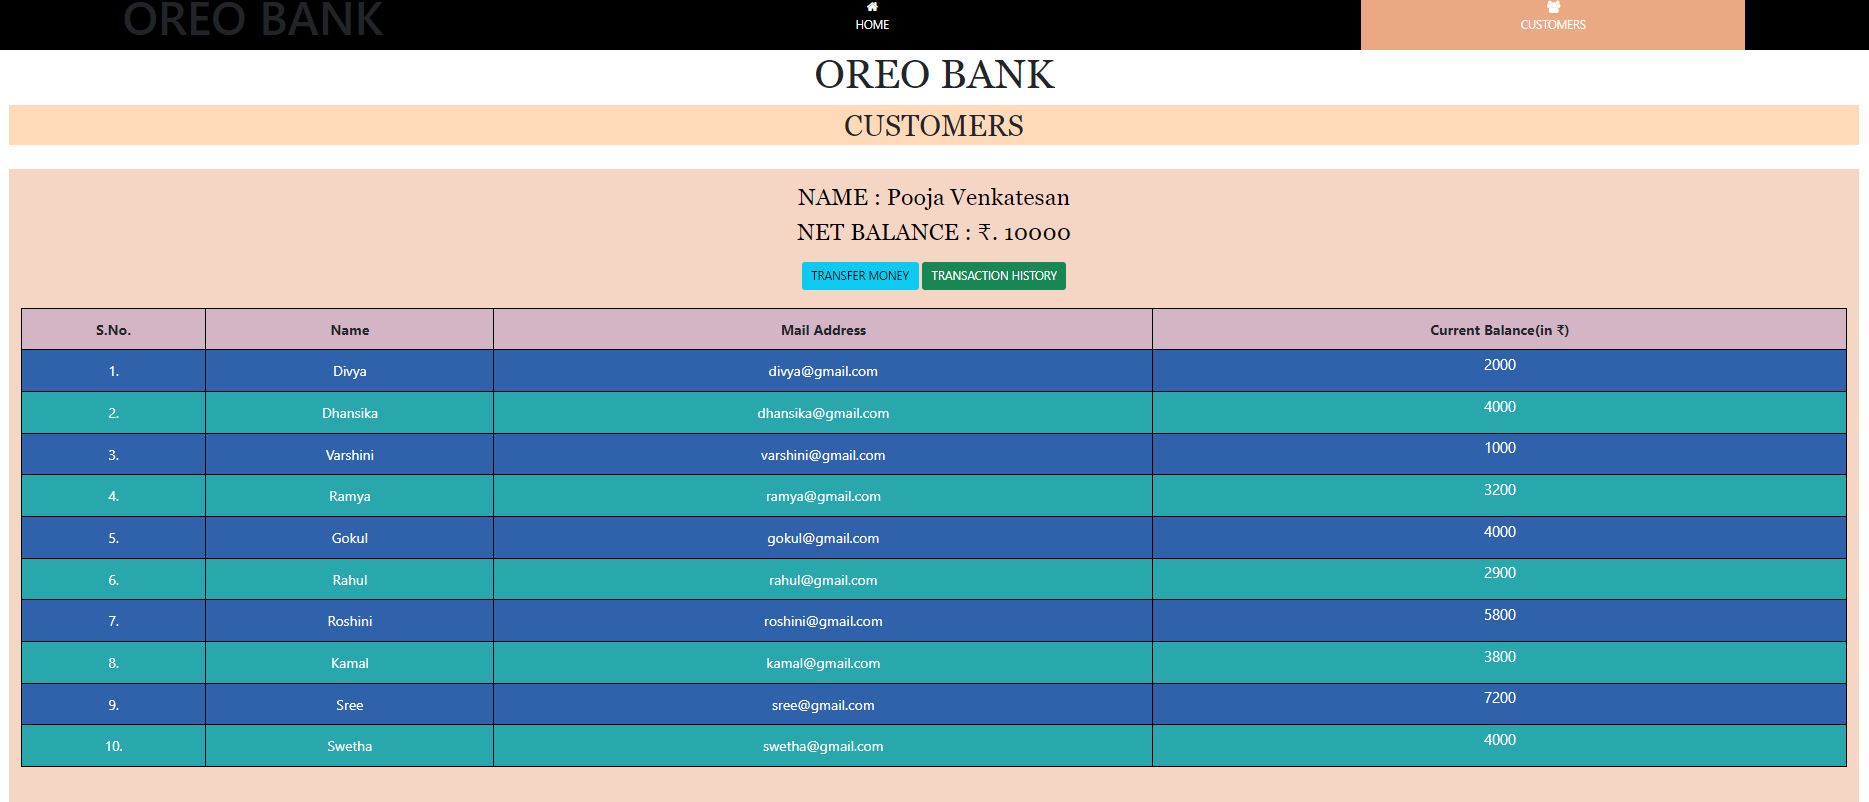 OREO BANK
HOME
CUSTOMERS
OREO BANK
CUSTOMERS
NAME : Pooja Venkatesan
NET BALANCE : ₹. 10000
TRANSFER MONEY TRANSACTION HISTORY
S.No. Name Mail Address Current Balance(in ₹)
1. Divya divya@gmail.com 2000
2. Dhansika dhansika@gmail.com 4000
3. Varshini varshini@gmail.com 1000
4. Ramya ramya@gmail.com 3200
5. Gokul gokul@gmail.com 4000
6. Rahul rahul@gmail.com 2900
7. Roshini roshini@gmail.com 5800
8. Kamal kamal@gmail.com 3800
9. Sree sree@gmail.com 7200
10. Swetha swetha@gmail.com 4000